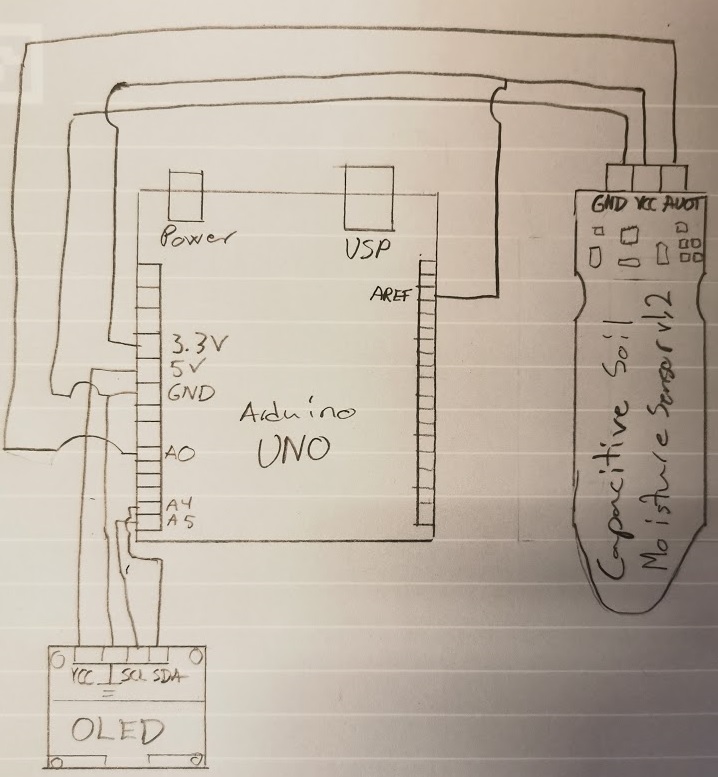 GND VCC AUOT
Power
USP
AREF
3.3V
5V
GND
Arduino
UNO
A0
A4
A5
Capacitive Soil
Moisture Sensor v1,2
VCC SCL SDA
OLED